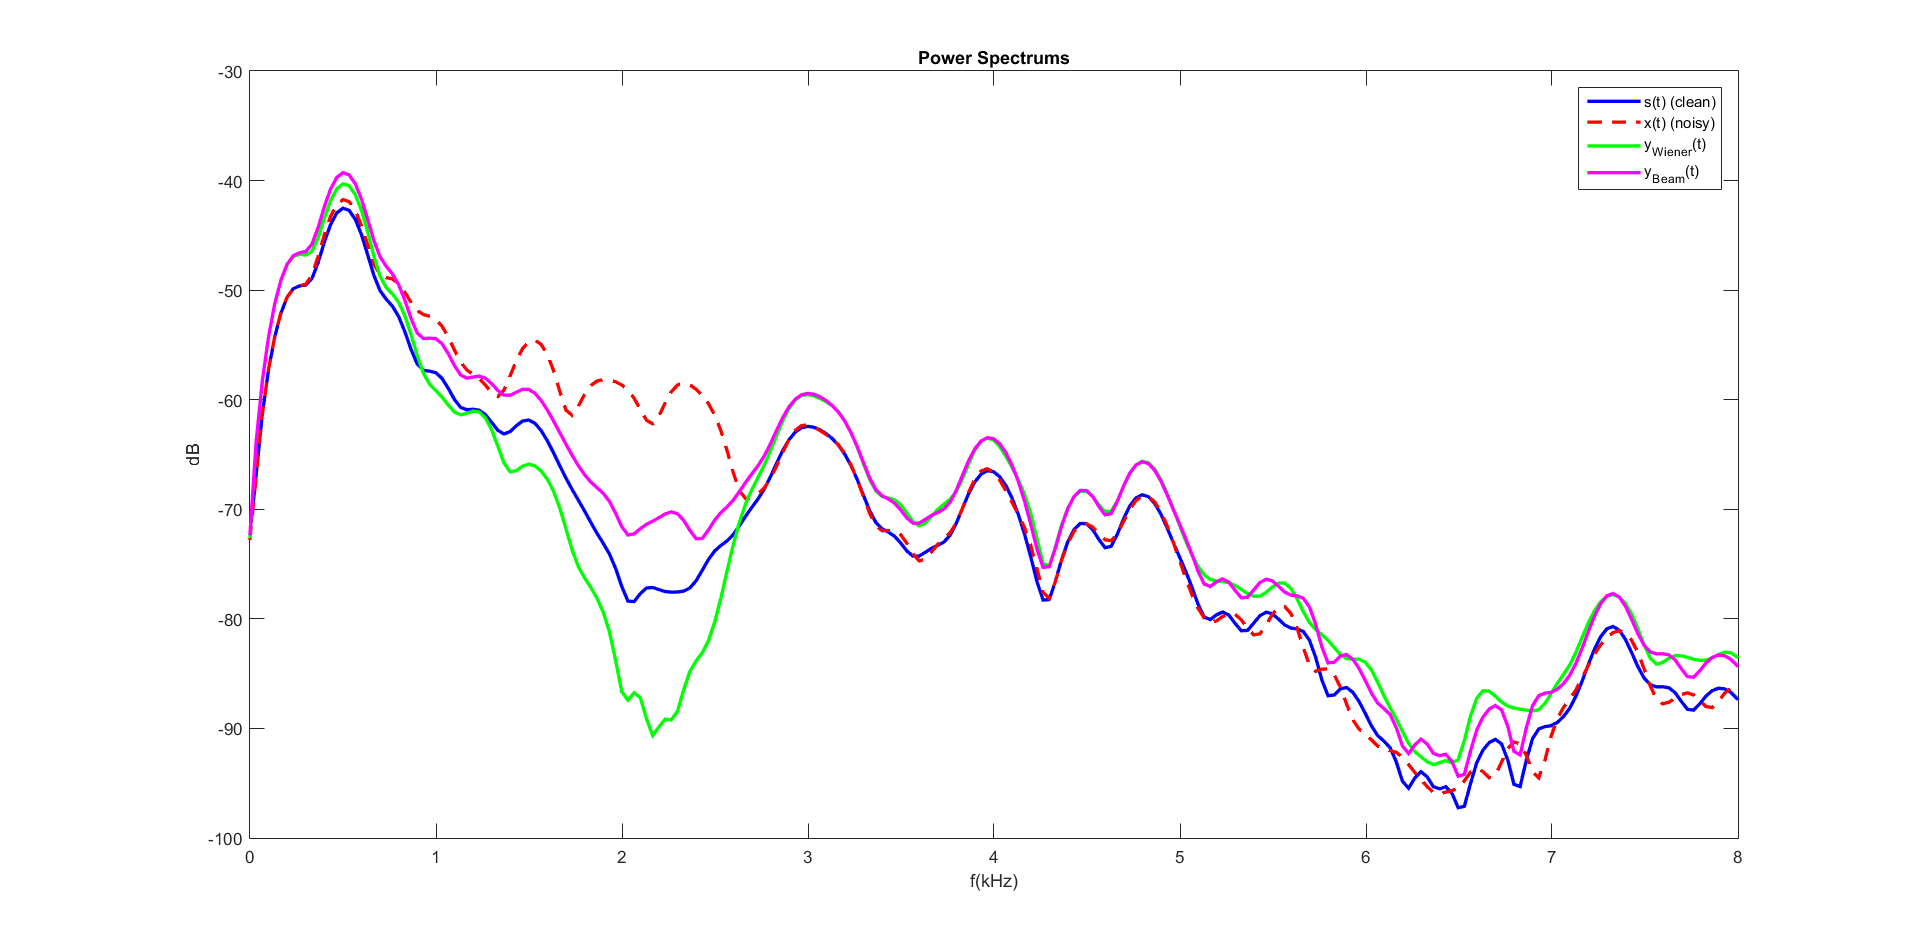 Power Spectrums
-30
-40
-50
-60
-70
-80
-90
-100
dB
0 1 2 3 4 5 6 7 8
f(kHz)
s(t) (clean)
x(t) (noisy)
yWiener(t)
yBeam(t)